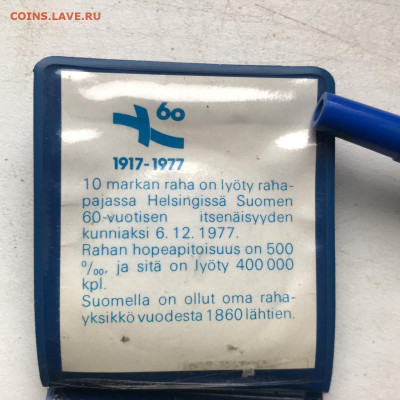 COINS.LAVE.RU
60
1917-1977
10 markan raha on lyöty raha-
pajassa Helsingissä Suomen
60-vuotisen itsenäisyyden
kunniaksi 6.12.1977.
Rahan hopeapitoisuus on 500
‰, ja sitä on lyöty 400 000
kpl.
Suomella on ollut oma raha-
yksikkö vuodesta 1860 lähtien.